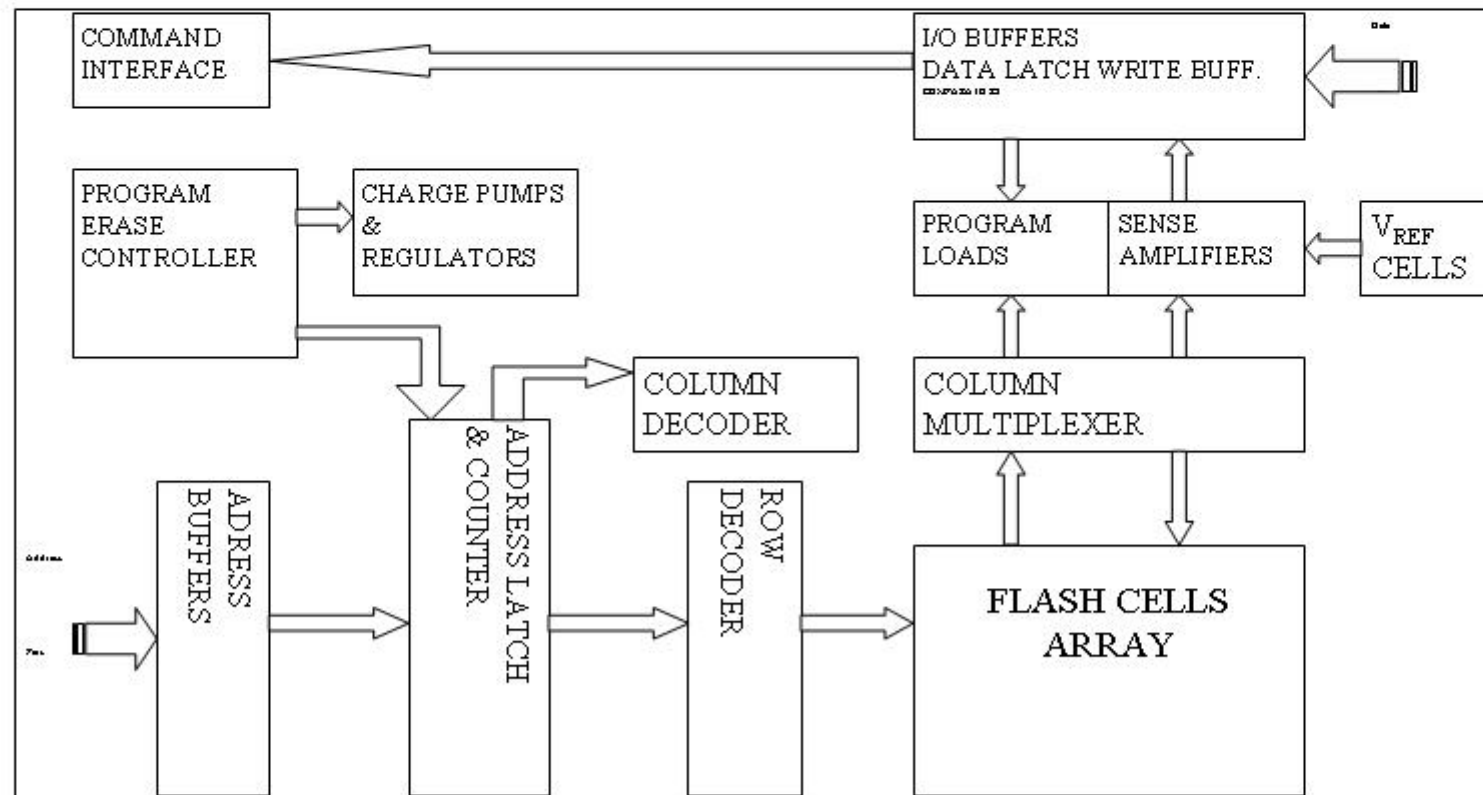 COMMAND
INTERFACE
I/O BUFFERS
DATA LATCH WRITE BUFF.
PROGRAM
ERASE
CONTROLLER
CHARGE PUMPS
&
REGULATORS
PROGRAM
LOADS
SENSE
AMPLIFIERS
VREF
CELLS
COLUMN
DECODER
COLUMN
MULTIPLEXER
ADRESS
BUFFERS
ADDRESS LATCH
& COUNTER
ROW
DECODER
FLASH CELLS
ARRAY